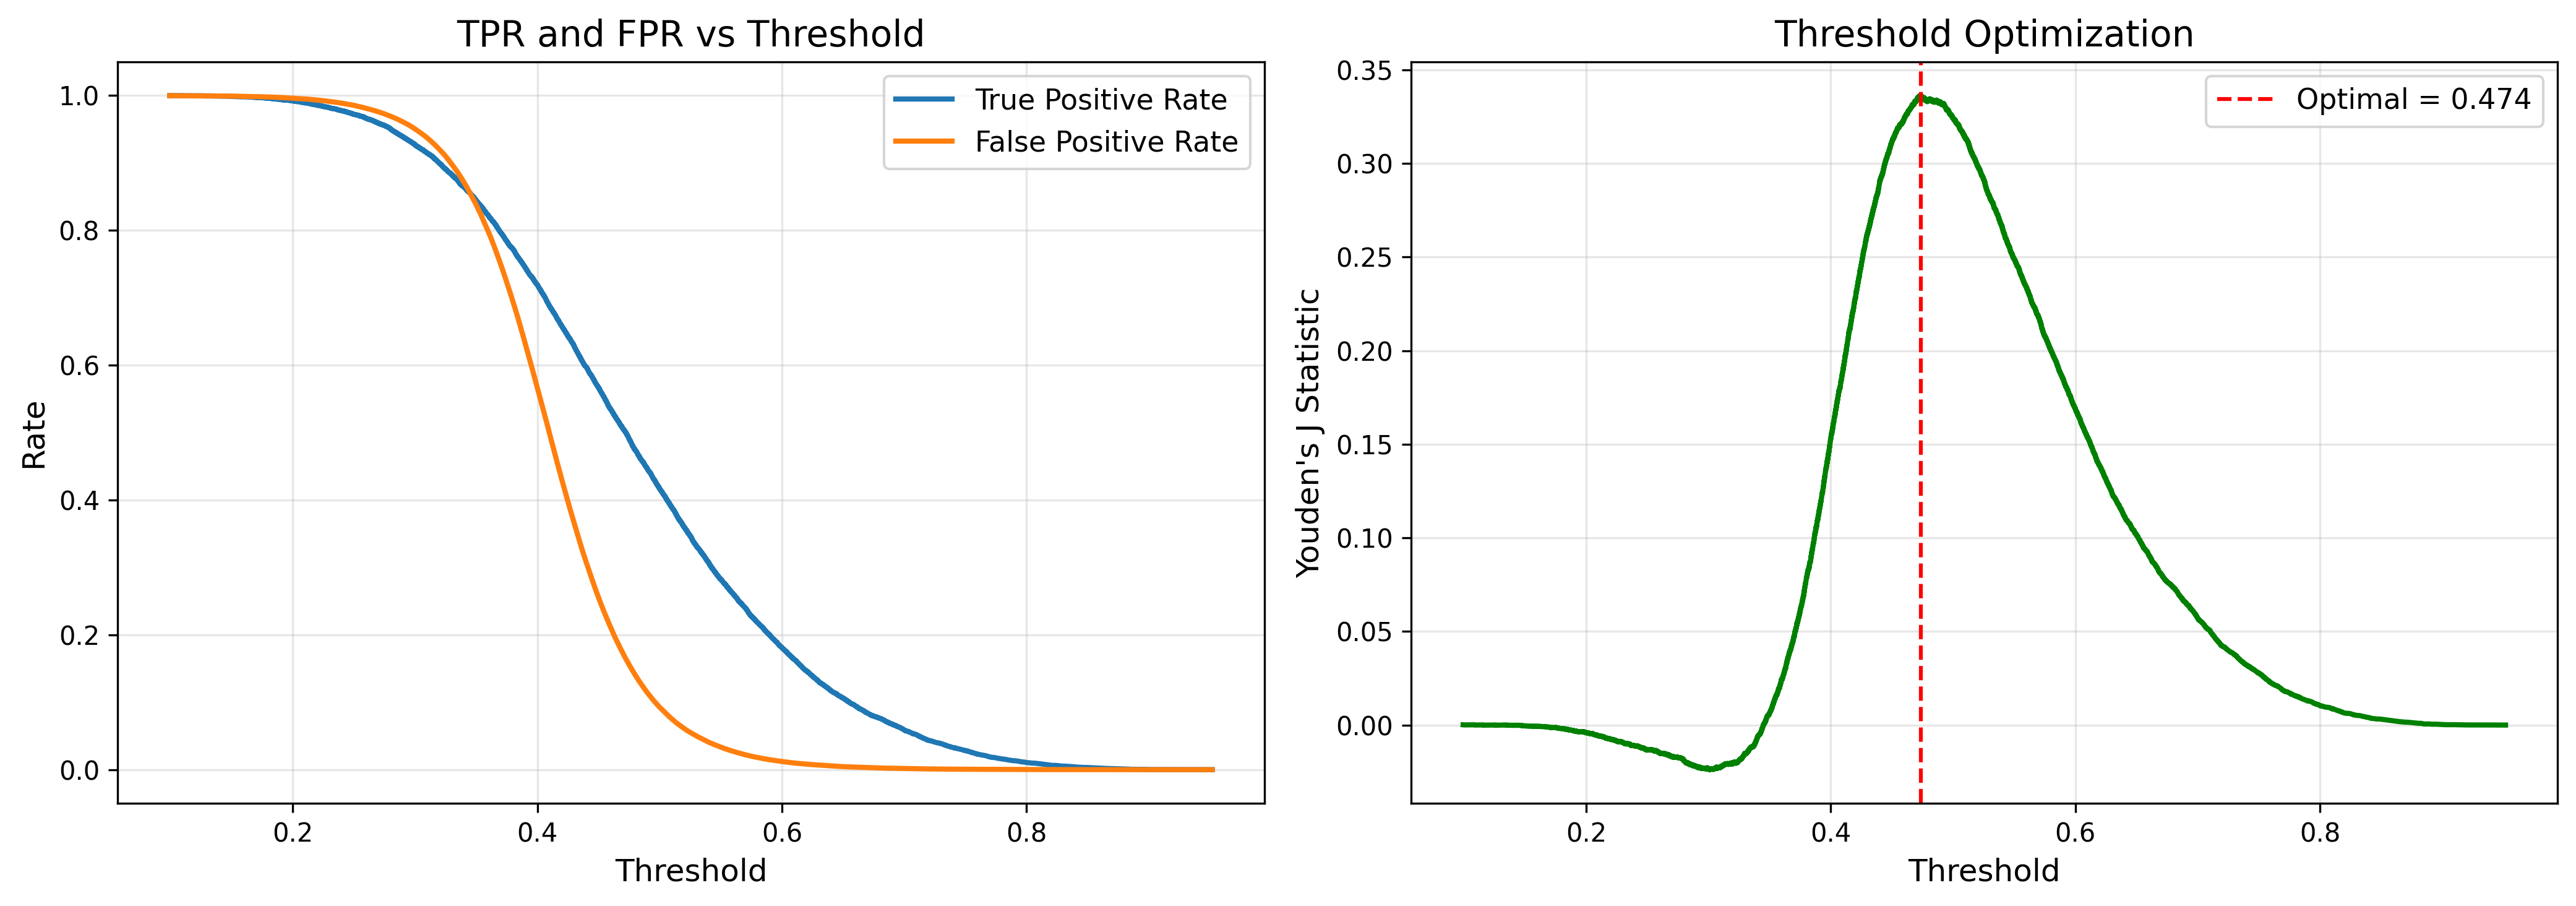 TPR and FPR vs Threshold
True Positive Rate
False Positive Rate
Rate
1.0
0.8
0.6
0.4
0.2
0.0
0.2 0.4 0.6 0.8
Threshold
Threshold Optimization
Optimal = 0.474
Youden's J Statistic
0.35
0.30
0.25
0.20
0.15
0.10
0.05
0.00
0.2 0.4 0.6 0.8
Threshold